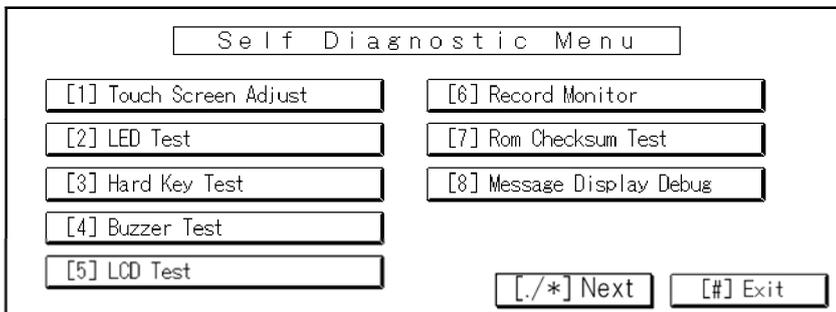 Self Diagnostic Menu
[1] Touch Screen Adjust
[2] LED Test
[3] Hard Key Test
[4] Buzzer Test
[5] LCD Test
[6] Record Monitor
[7] Rom Checksum Test
[8] Message Display Debug
[./*] Next
[#] Exit